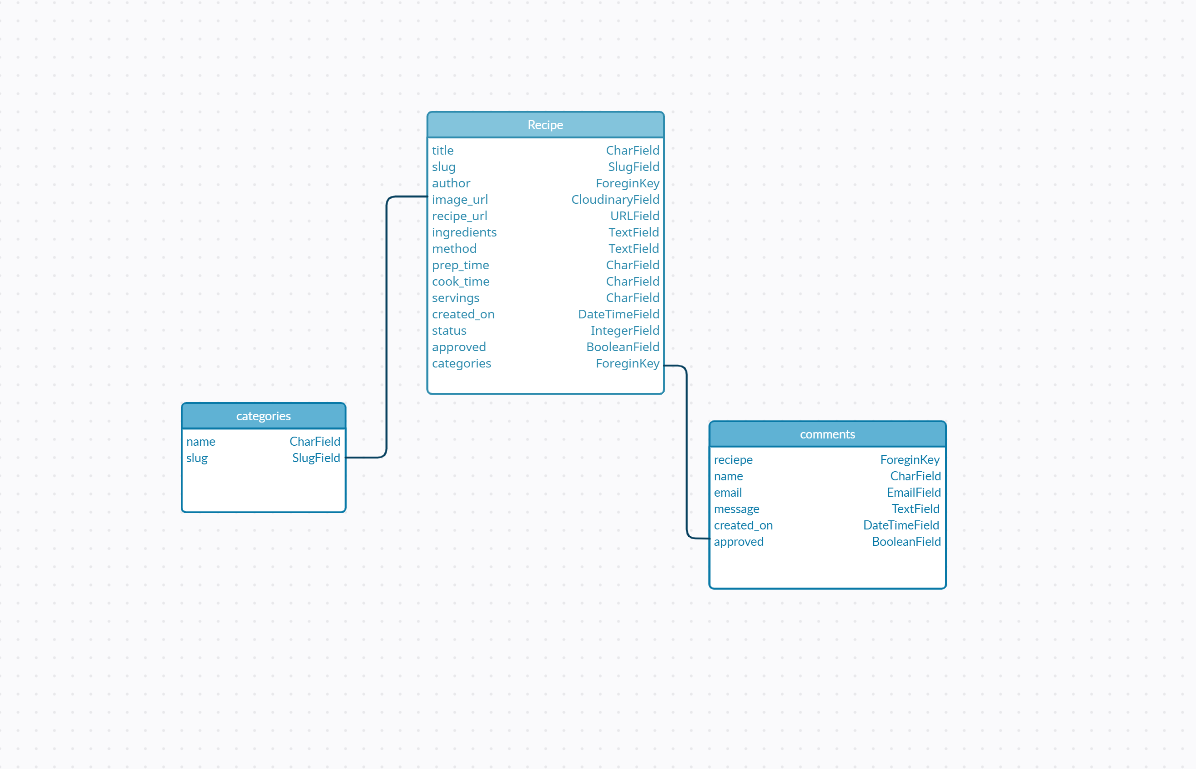 Recipe
title CharField
slug SlugField
author ForeginKey
image_url CloudinaryField
recipe_url URLField
ingredients TextField
method TextField
prep_time CharField
cook_time CharField
servings CharField
created_on DateTimeField
status IntegerField
approved BooleanField
categories ForeginKey
categories
name CharField
slug SlugField
comments
reciepe ForeginKey
name CharField
email EmailField
message TextField
created_on DateTimeField
approved BooleanField